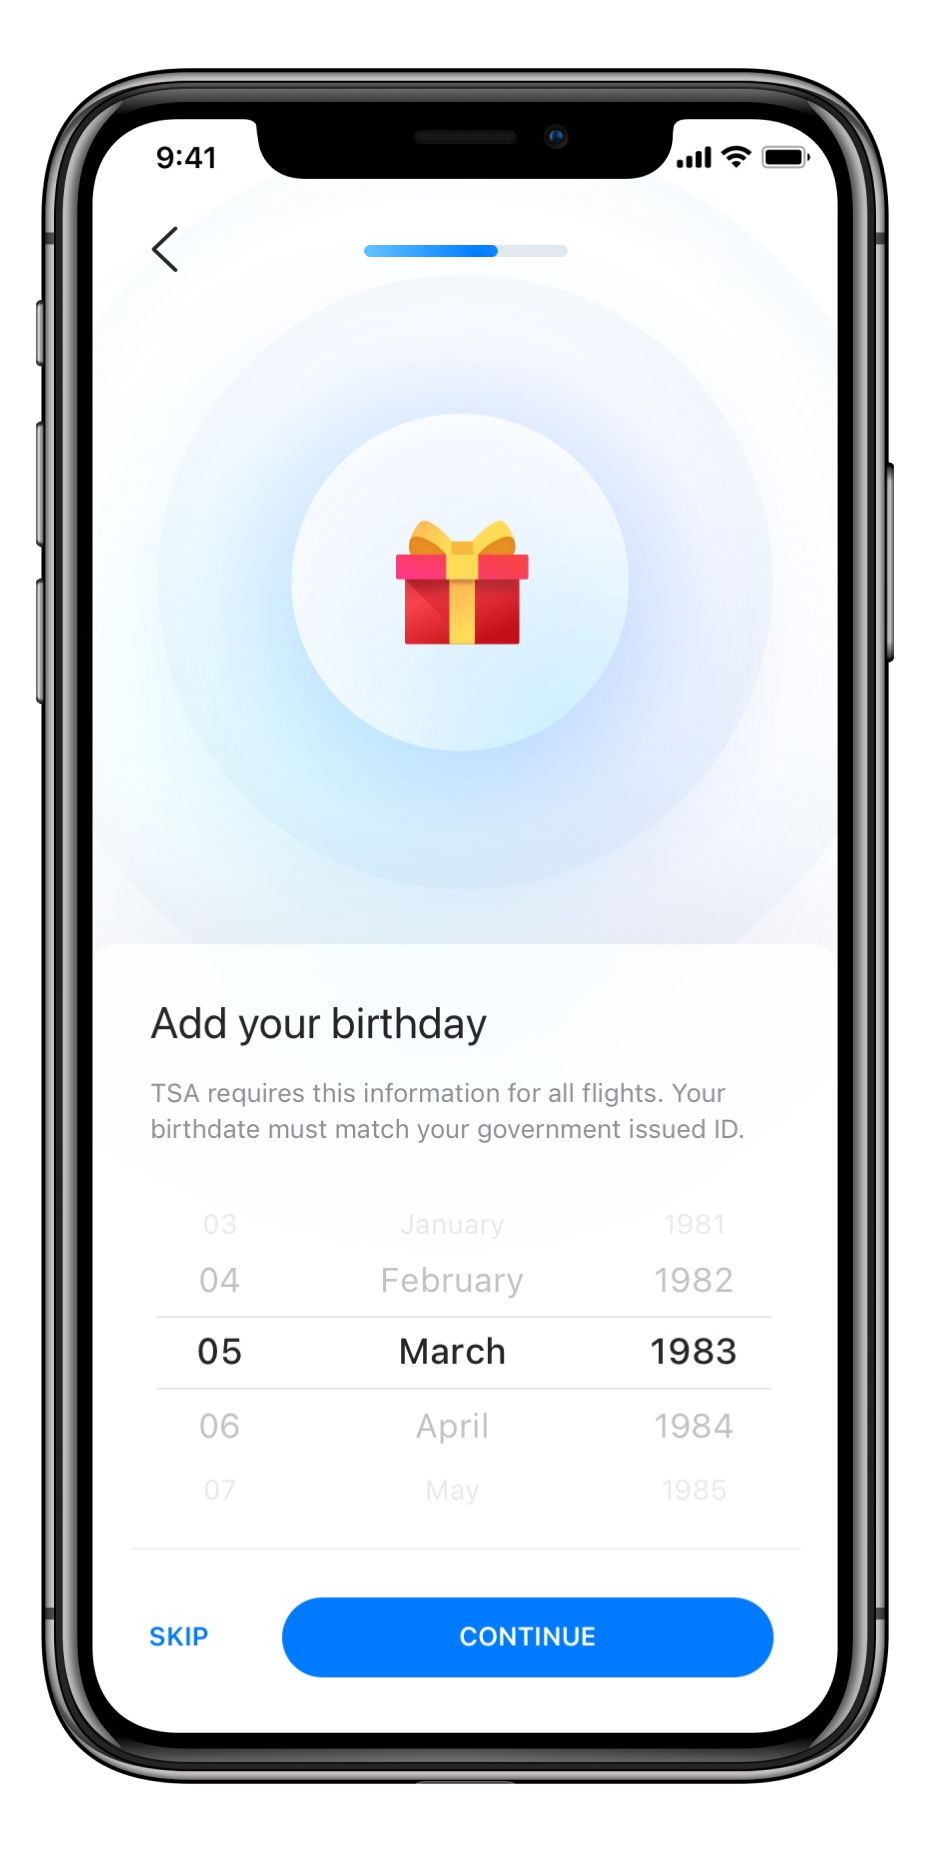 9:41
Add your birthday
TSA requires this information for all flights. Your
birthdate must match your government issued ID.
03 January 1981
04 February 1982
05 March 1983
06 April 1984
07 May 1985
SKIP CONTINUE